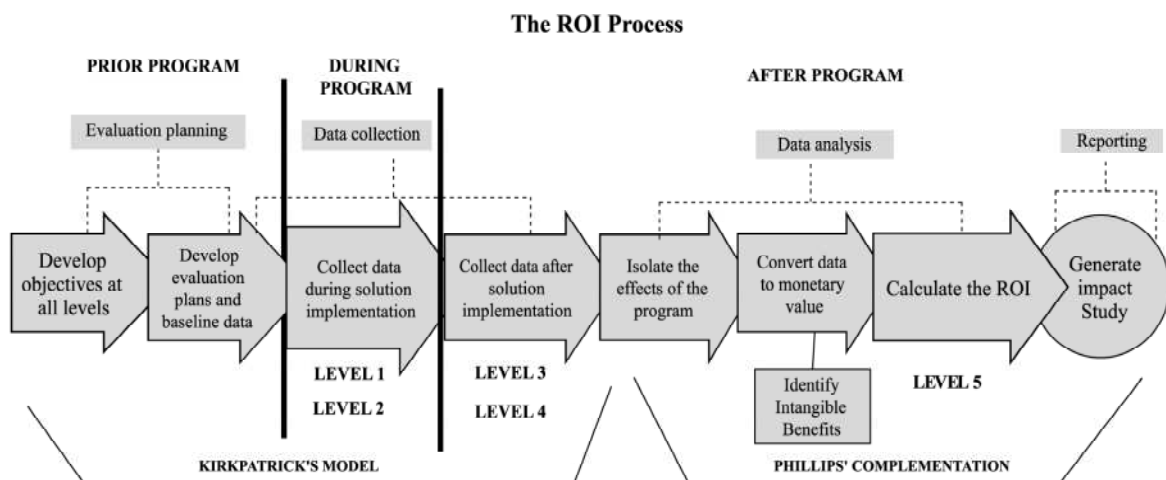 The ROI Process
PRIOR PROGRAM
DURING
PROGRAM
AFTER PROGRAM
Evaluation planning
Data collection
Data analysis
Reporting
Develop
objectives at
all levels
Develop
evaluation
plans and
baseline data
Collect data
during solution
implementation
Collect data after
solution
implementation
Isolate the
effects of the
program
Convert data
to monetary
value
Calculate the ROI
Generate
impact
Study
LEVEL 1
LEVEL 2
LEVEL 3
LEVEL 4
Identify
Intangible
Benefits
LEVEL 5
KIRKPATRICK'S MODEL
PHILLIPS' COMPLEMENTATION